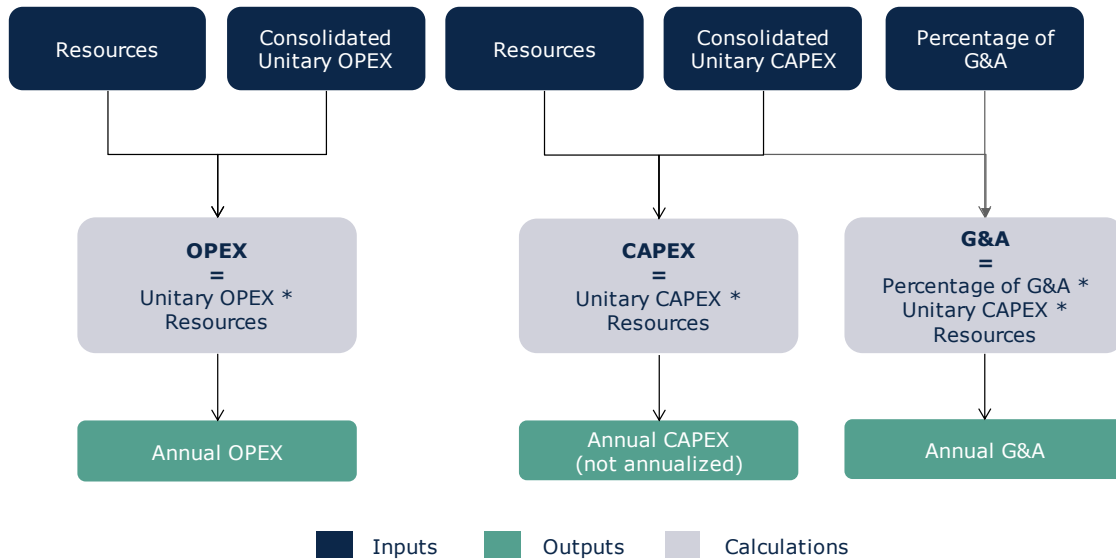 Resources
Consolidated
Unitary OPEX
Resources
Consolidated
Unitary CAPEX
Percentage of
G&A
OPEX
=
Unitary OPEX *
Resources
CAPEX
=
Unitary CAPEX *
Resources
G&A
=
Percentage of G&A *
Unitary CAPEX *
Resources
Annual OPEX
Annual CAPEX
(not annualized)
Annual G&A
Inputs
Outputs
Calculations